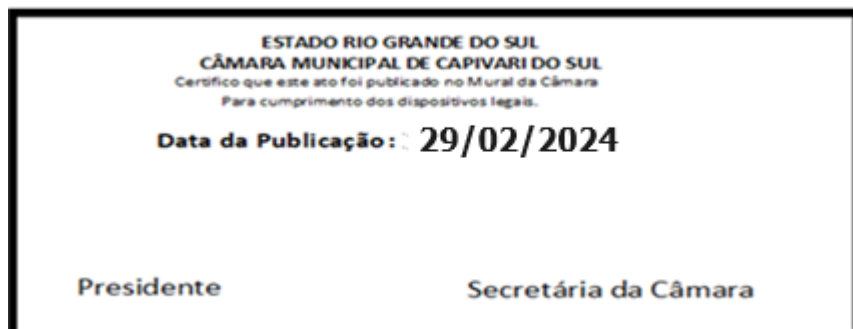 ESTADO RIO GRANDE DO SUL
CÂMARA MUNICIPAL DE CAPIVARI DO SUL
Certifico que este ato foi publicado no Mural da Câmara
Para cumprimento dos dispositivos legais.
Data da Publicação: 29/02/2024
Presidente Secretária da Câmara